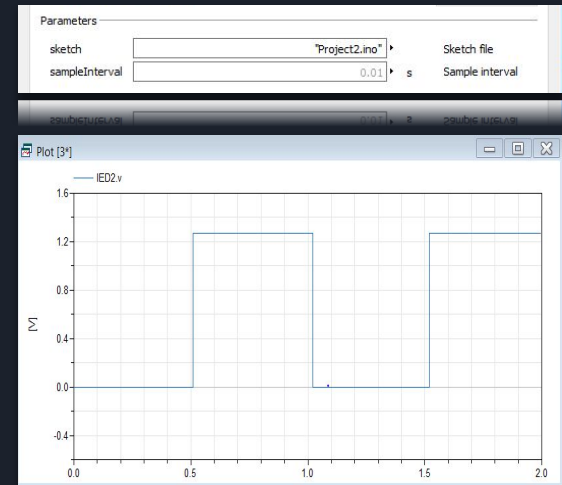 Parameters
sketch "Project2.ino" Sketch file
sampleInterval 0.01 s Sample interval
Plot [3*]
IED2.v
1.6
1.2
0.8
[V]
0.4
0.0
-0.4
0.0 0.5 1.0 1.5 2.0